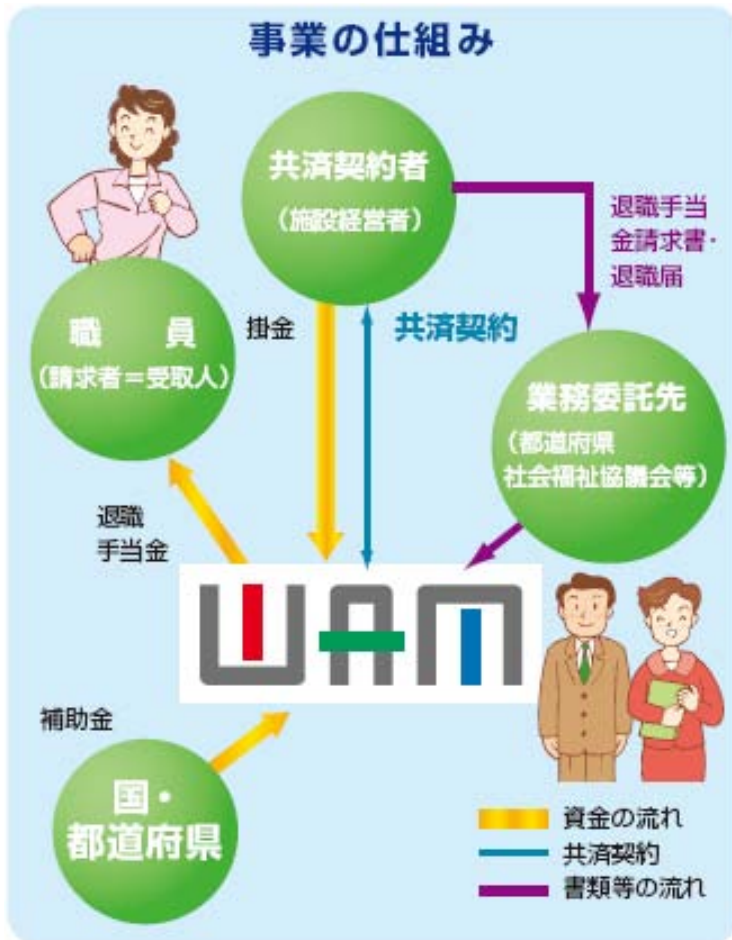 事業の仕組み
共済契約者
（施設経営者）
退職手当
金請求書・
退職届
職　員
（請求者＝受取人）
掛金
共済契約
業務委託先
（都道府県
社会福祉協議会等）
退職
手当金
WAM
補助金
国・
都道府県
資金の流れ
共済契約
書類等の流れ